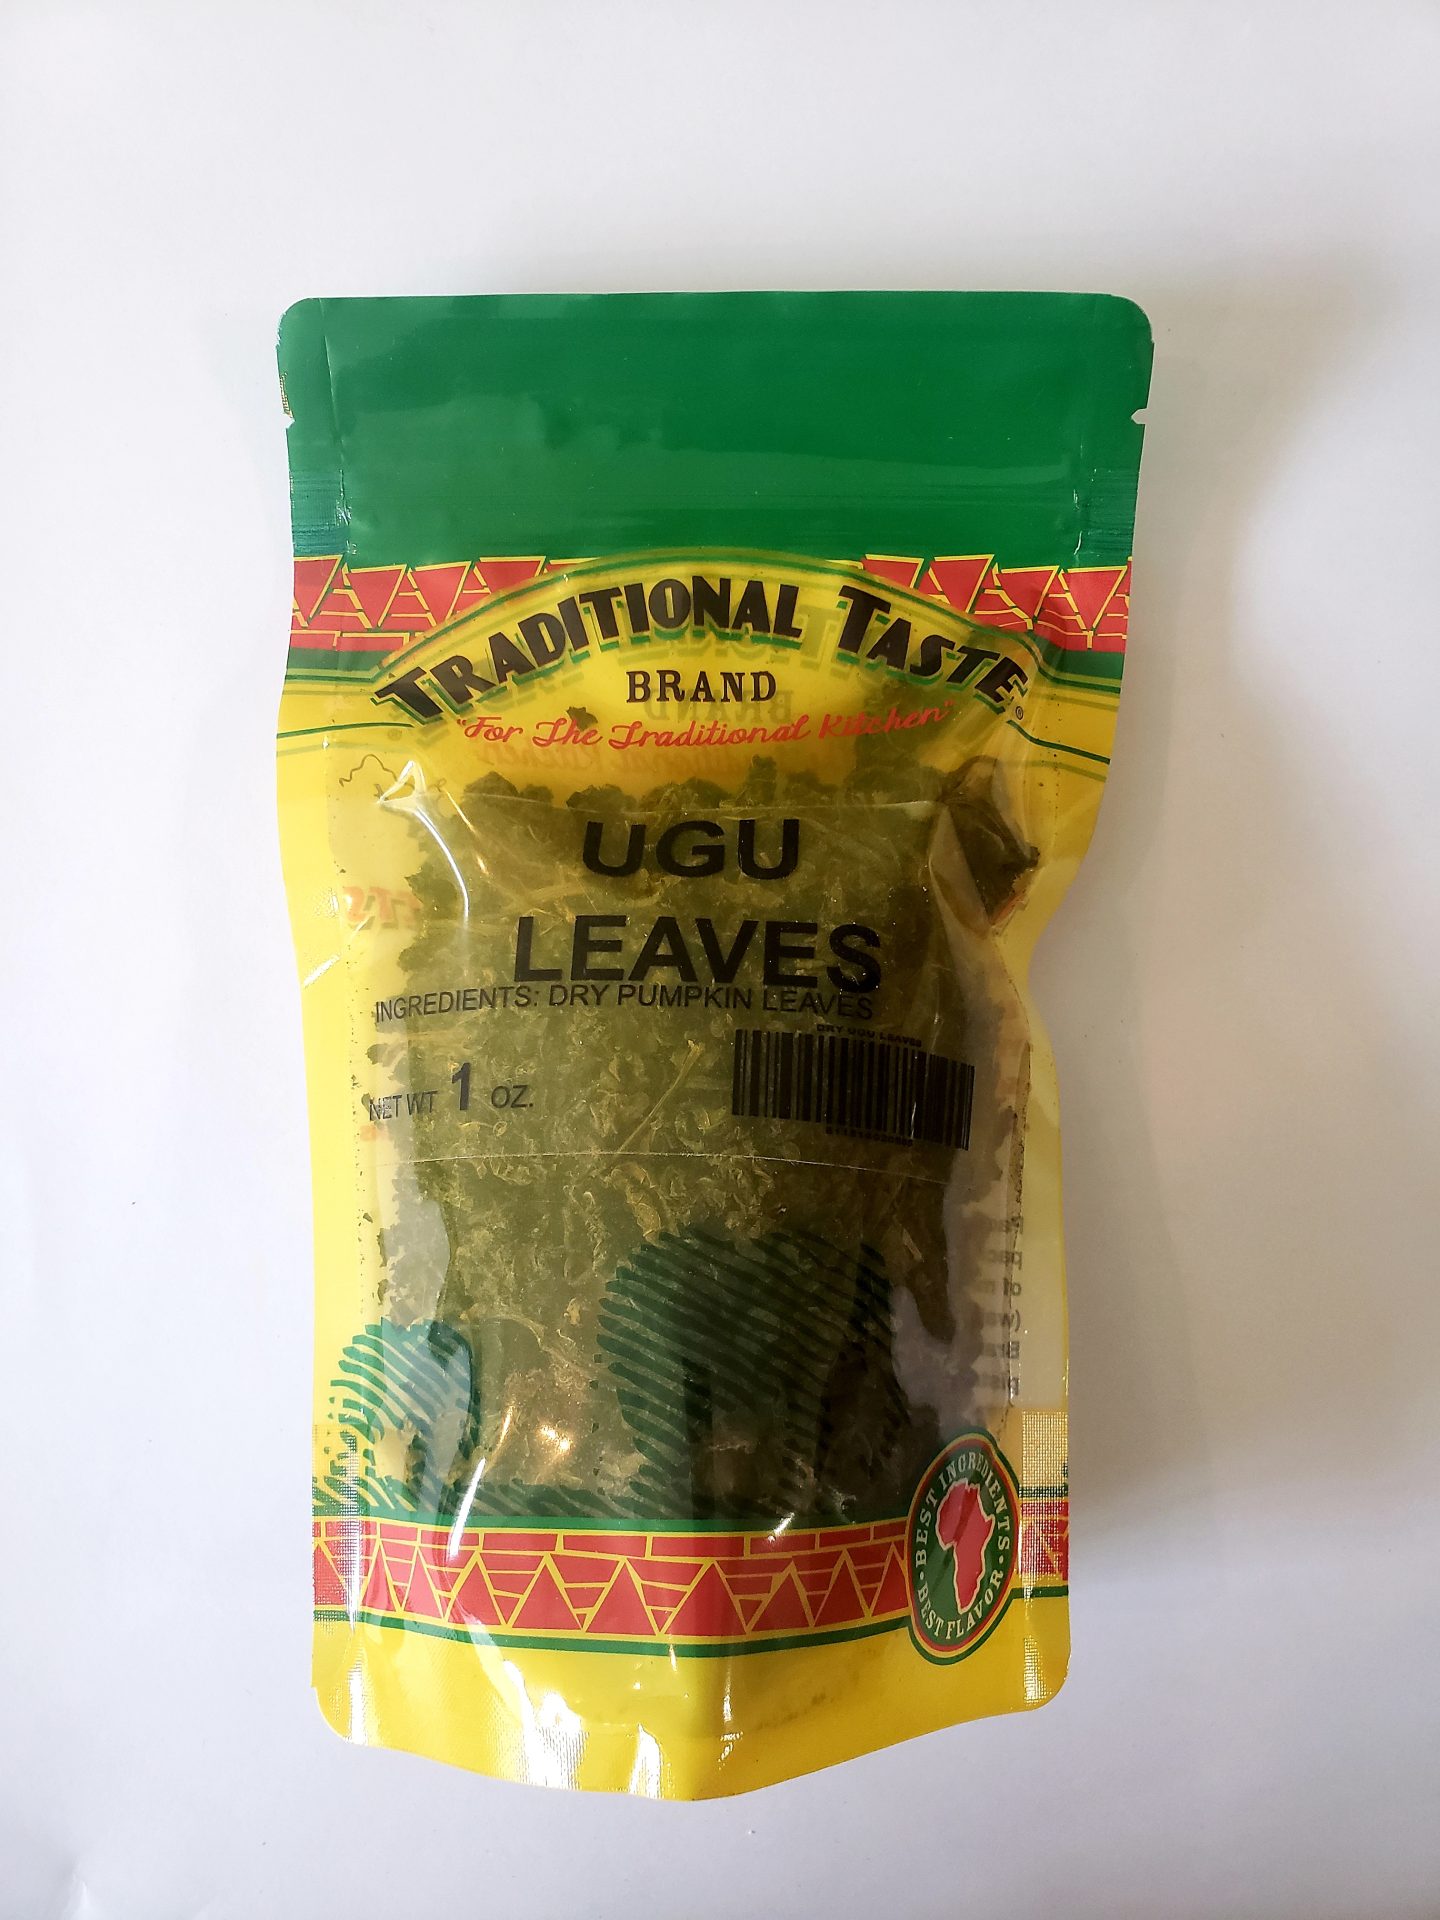 TRADITIONAL TASTE
BRAND
"For The Traditional Kitchen"
UGU
LEAVES
INGREDIENTS: DRY PUMPKIN LEAVES
DRY UGU LEAVES
NET WT 1 OZ.
BEST INGREDIENTS
BEST FLAVOR